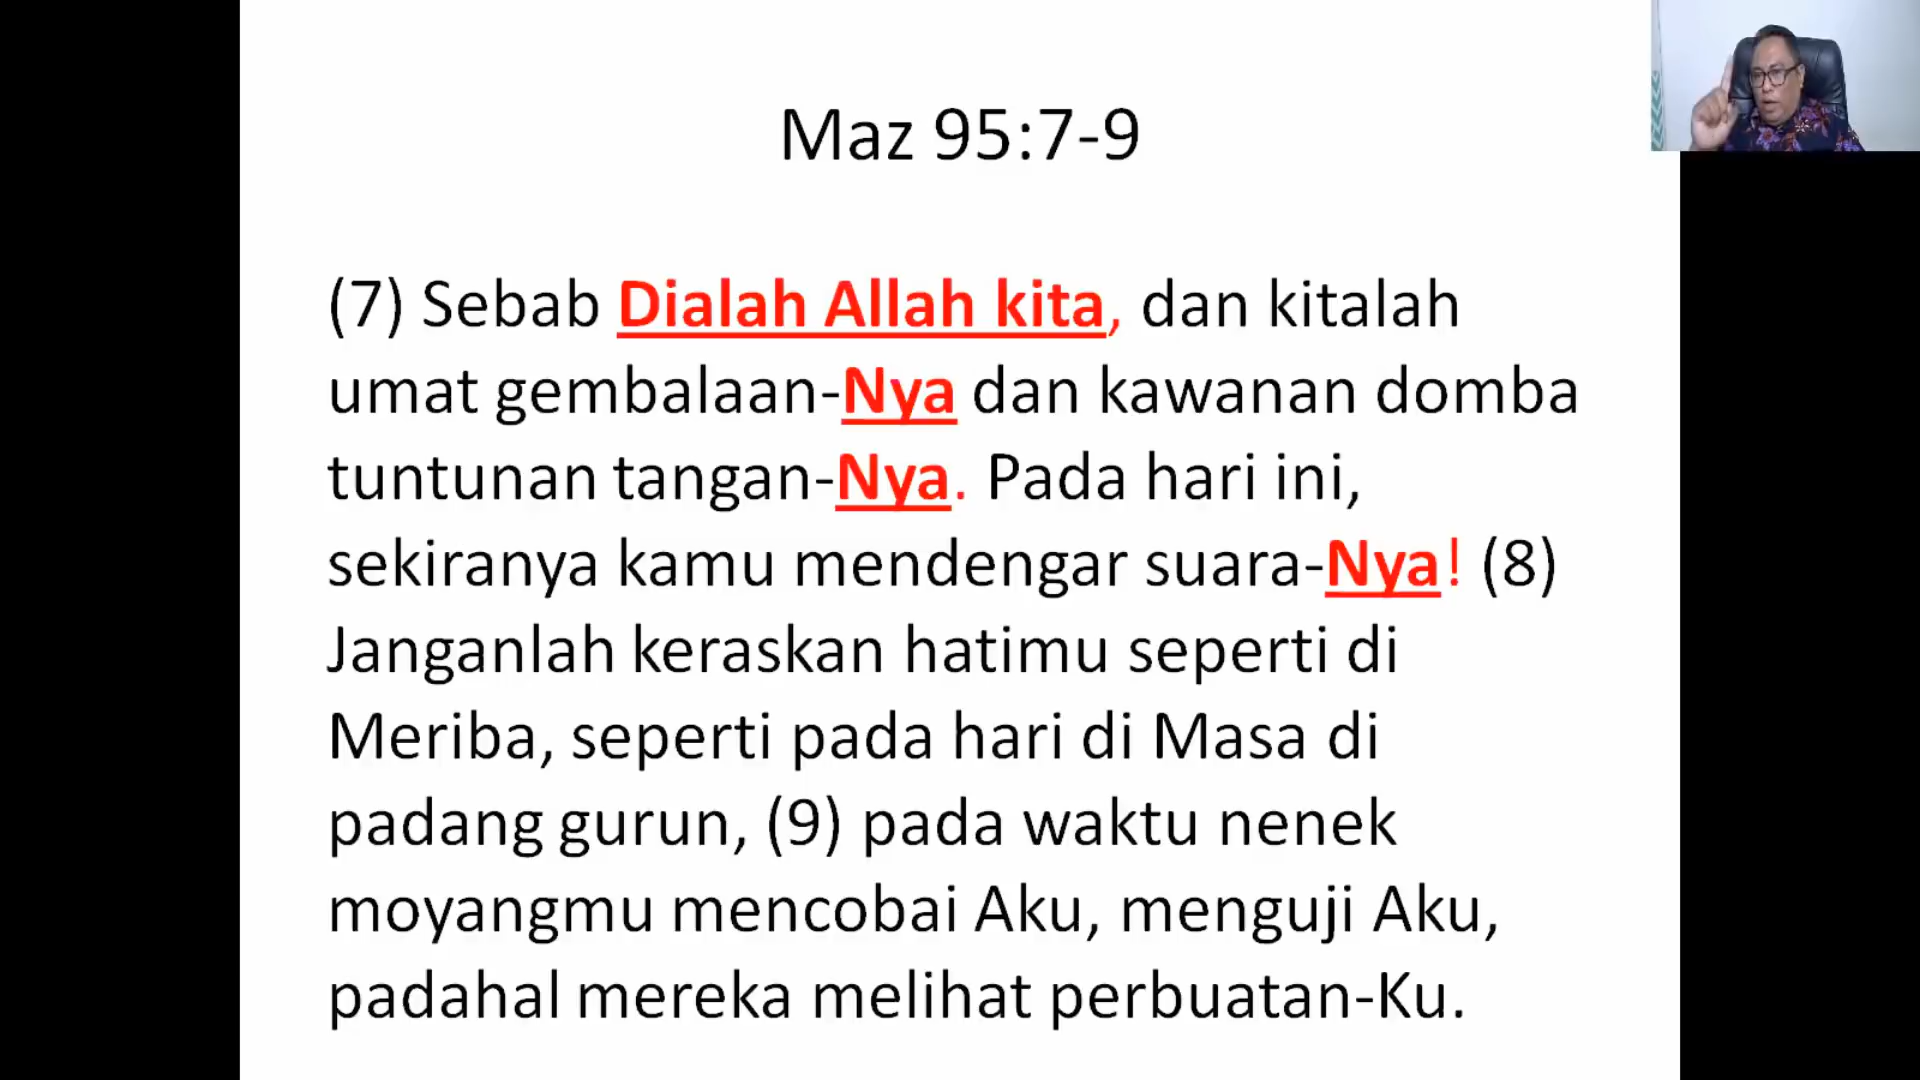 Maz 95:7-9
(7) Sebab Dialah Allah kita, dan kitalah
umat gembalaan-Nya dan kawanan domba
tuntunan tangan-Nya. Pada hari ini,
sekiranya kamu mendengar suara-Nya! (8)
Janganlah keraskan hatimu seperti di
Meriba, seperti pada hari di Masa di
padang gurun, (9) pada waktu nenek
moyangmu mencobai Aku, menguji Aku,
padahal mereka melihat perbuatan-Ku.